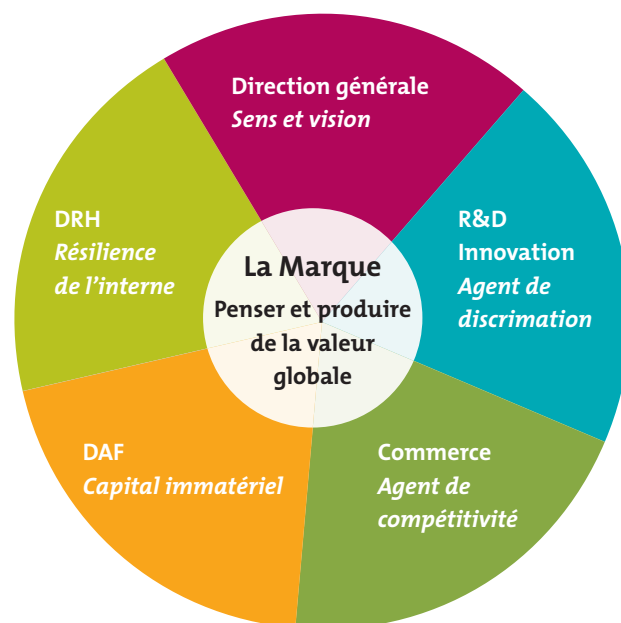 Direction générale
Sens et vision
R&D
Innovation
Agent de
discrimation
Commerce
Agent de
compétitivité
DAF
Capital immatériel
DRH
Résilience
de l’interne
La Marque
Penser et produire
de la valeur
globale